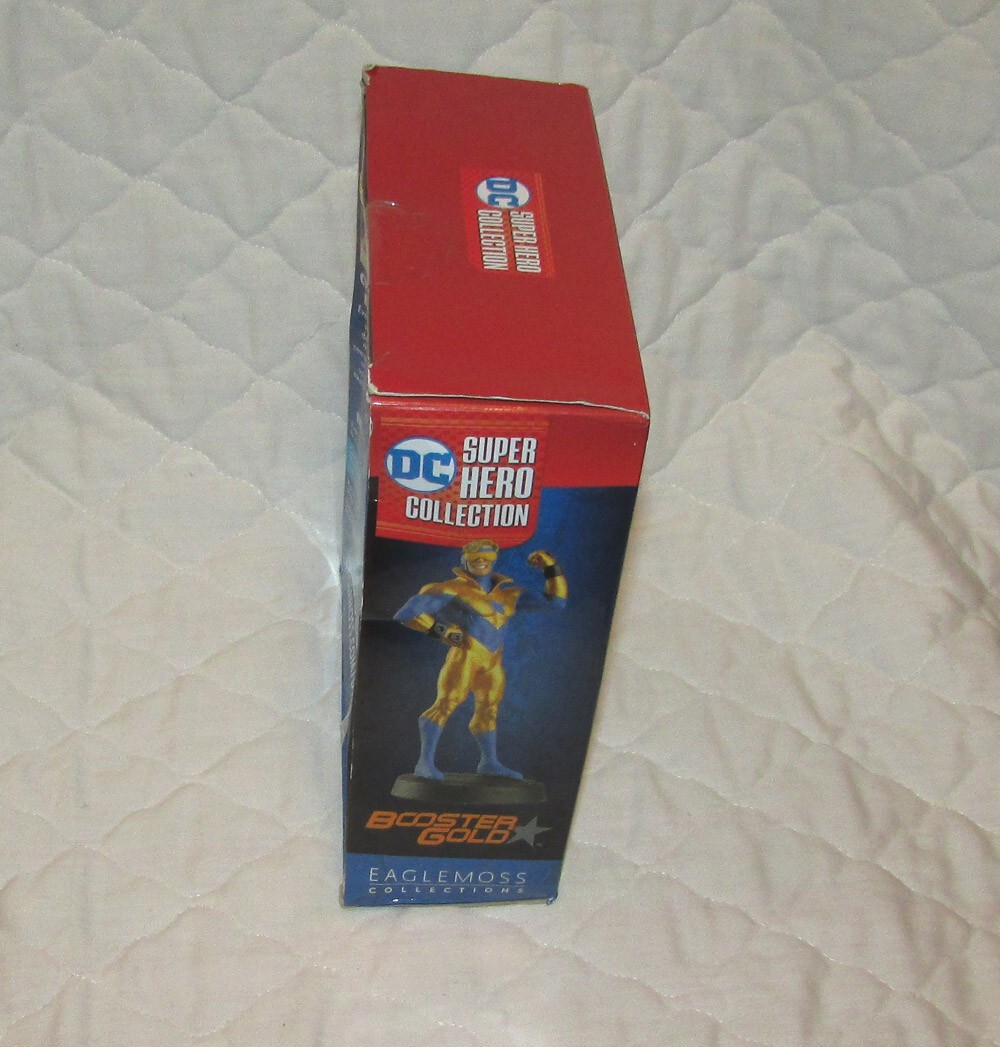 DC
SUPER HERO
COLLECTION
DC
SUPER
HERO
COLLECTION
BOOSTER
GOLD
EAGLEMOSS
COLLECTIONS